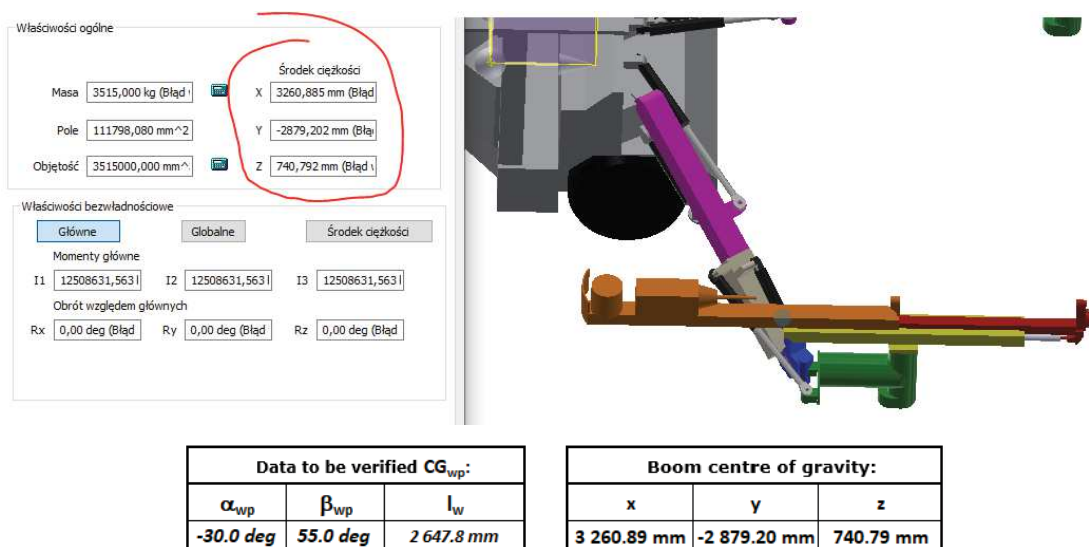 Właściwości ogólne
Środek ciężkości
Masa 3515,000 kg (Błąd X 3260,885 mm (Błąd
Pole 111798,080 mm^2 Y -2879,202 mm (Błą
Objętość 3515000,000 mm^ Z 740,792 mm (Błąd
Właściwości bezwładnościowe
Główne Globalne Środek ciężkości
Momenty główne
I1 12508631,563 I2 12508631,563 I3 12508631,563
Obrót względem głównych
Rx 0,00 deg (Błąd Ry 0,00 deg (Błąd Rz 0,00 deg (Błąd
Data to be verified CGwp: Boom centre of gravity:
αwp βwp lw x y z
-30.0 deg 55.0 deg 2 647.8 mm 3 260.89 mm -2 879.20 mm 740.79 mm